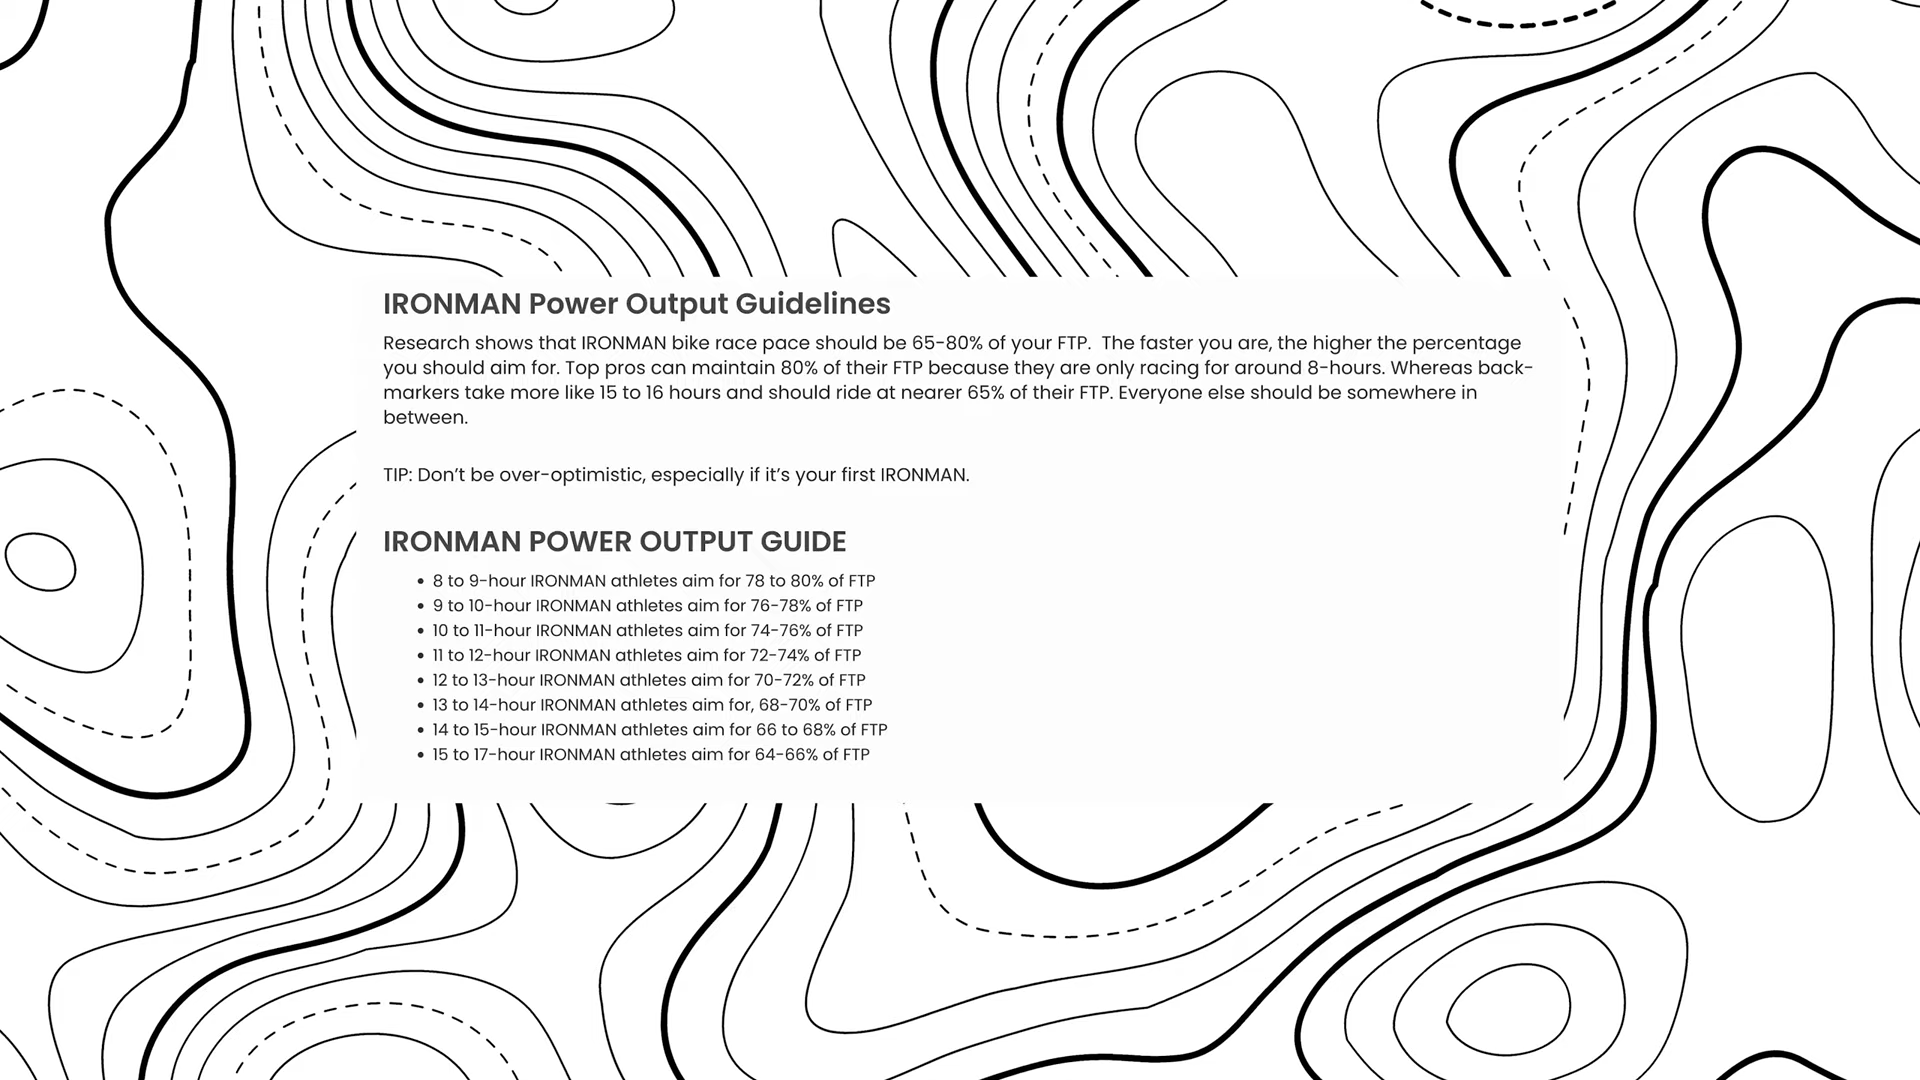 IRONMAN Power Output Guidelines
Research shows that IRONMAN bike race pace should be 65-80% of your FTP.  The faster you are, the higher the percentage
you should aim for. Top pros can maintain 80% of their FTP because they are only racing for around 8-hours. Whereas back-
markers take more like 15 to 16 hours and should ride at nearer 65% of their FTP. Everyone else should be somewhere in
between.
TIP: Don’t be over-optimistic, especially if it’s your first IRONMAN.
IRONMAN POWER OUTPUT GUIDE
• 8 to 9-hour IRONMAN athletes aim for 78 to 80% of FTP
• 9 to 10-hour IRONMAN athletes aim for 76-78% of FTP
• 10 to 11-hour IRONMAN athletes aim for 74-76% of FTP
• 11 to 12-hour IRONMAN athletes aim for 72-74% of FTP
• 12 to 13-hour IRONMAN athletes aim for 70-72% of FTP
• 13 to 14-hour IRONMAN athletes aim for, 68-70% of FTP
• 14 to 15-hour IRONMAN athletes aim for 66 to 68% of FTP
• 15 to 17-hour IRONMAN athletes aim for 64-66% of FTP